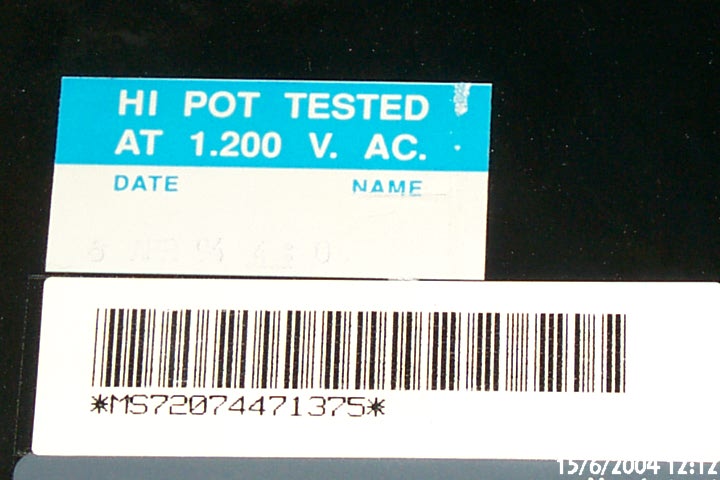 HI POT TESTED
AT 1.200 V. AC.
DATE NAME
*MS72074471375*
15/6/2004 12:12